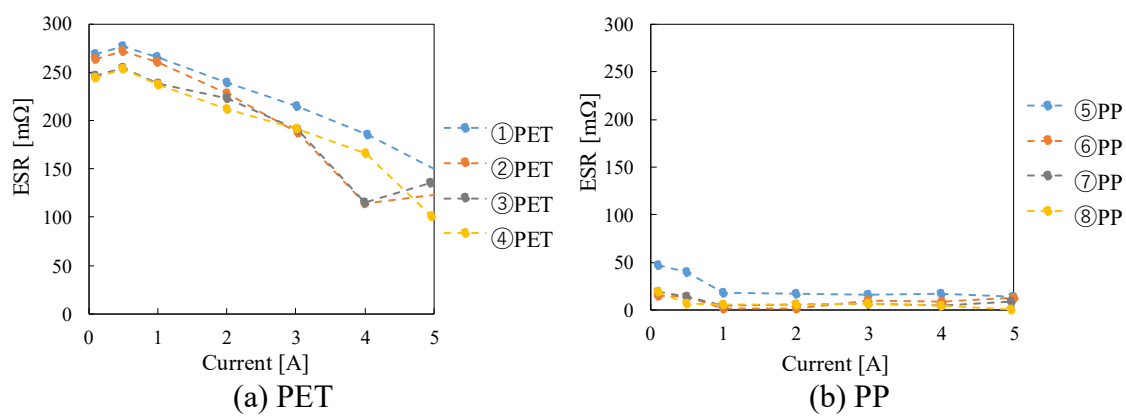 300
250
200
150
100
50
0
ESR [mΩ]
0 1 2 3 4 5
Current [A]
①PET
②PET
③PET
④PET
(a) PET
300
250
200
150
100
50
0
ESR [mΩ]
0 1 2 3 4 5
Current [A]
⑤PP
⑥PP
⑦PP
⑧PP
(b) PP